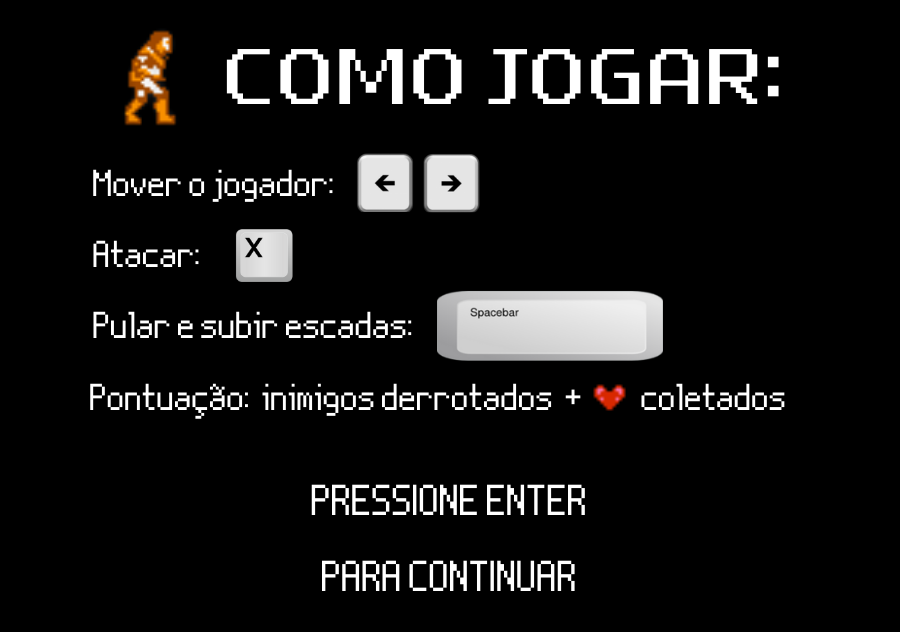 COMO JOGAR:
Mover o jogador: ← →
Atacar: X
Pular e subir escadas: Spacebar
Pontuação: inimigos derrotados + ❤ coletados
PRESSIONE ENTER
PARA CONTINUAR